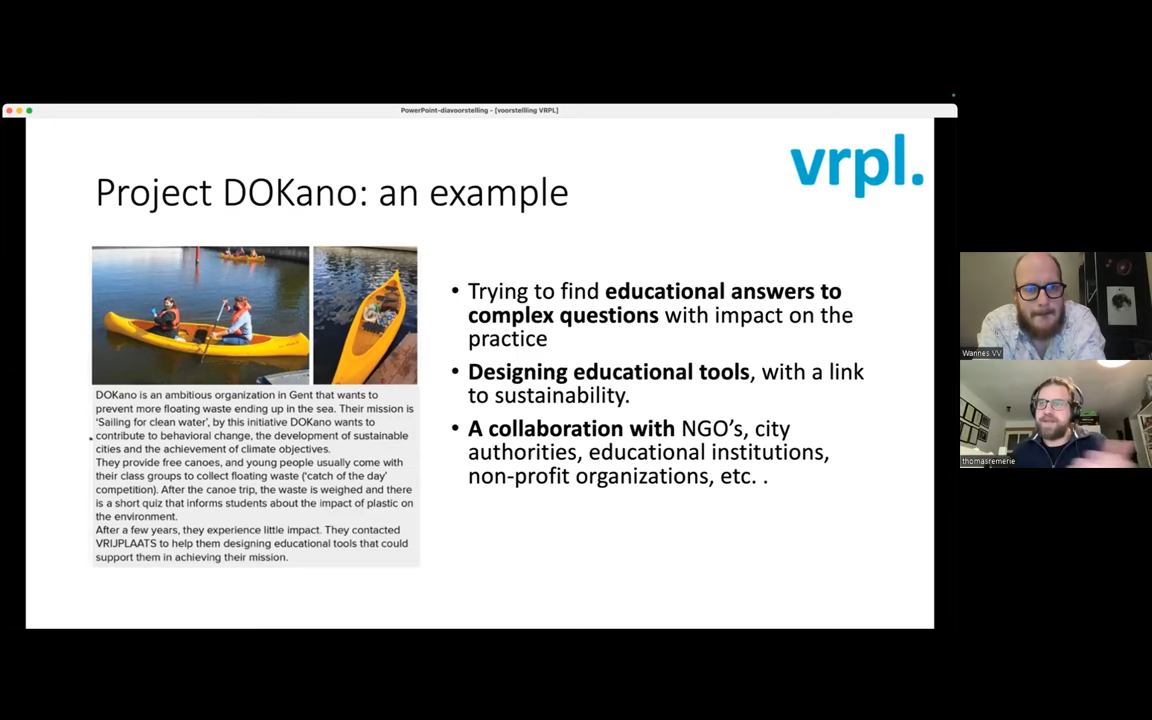 PowerPoint-diavoorstelling - [voorstelling VRPL]
vrpl.
Project DOKano: an example
DOKano is an ambitious organization in Gent that wants to
prevent more floating waste ending up in the sea. Their mission is
'Sailing for clean water', by this initiative DOKano wants to
contribute to behavioral change, the development of sustainable
cities and the achievement of climate objectives.
They provide free canoes, and young people usually come with
their class groups to collect floating waste ('catch of the day'
competition). After the canoe trip, the waste is weighed and there
is a short quiz that informs students about the impact of plastic on
the environment.
After a few years, they experience little impact. They contacted
VRIJPLAATS to help them designing educational tools that could
support them in achieving their mission.
• Trying to find educational answers to
complex questions with impact on the
practice
• Designing educational tools, with a link
to sustainability.
• A collaboration with NGO's, city
authorities, educational institutions,
non-profit organizations, etc. .
Wannes VV
thomasremerie